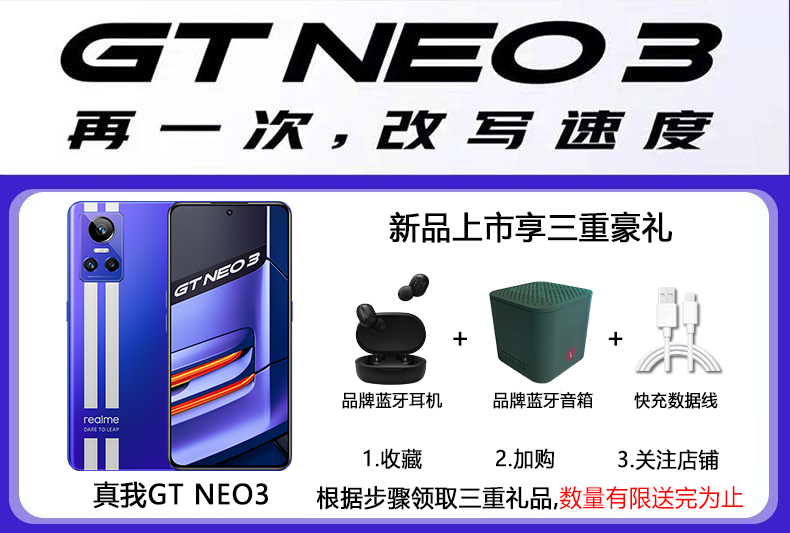 GT NEO 3
再一次，改写速度
新品上市享三重豪礼
GT NEO 3
realme
DARE TO LEAP
+
+
品牌蓝牙耳机
品牌蓝牙音箱
快充数据线
1.收藏
2.加购
3.关注店铺
真我GT NEO3
根据步骤领取三重礼品,数量有限送完为止